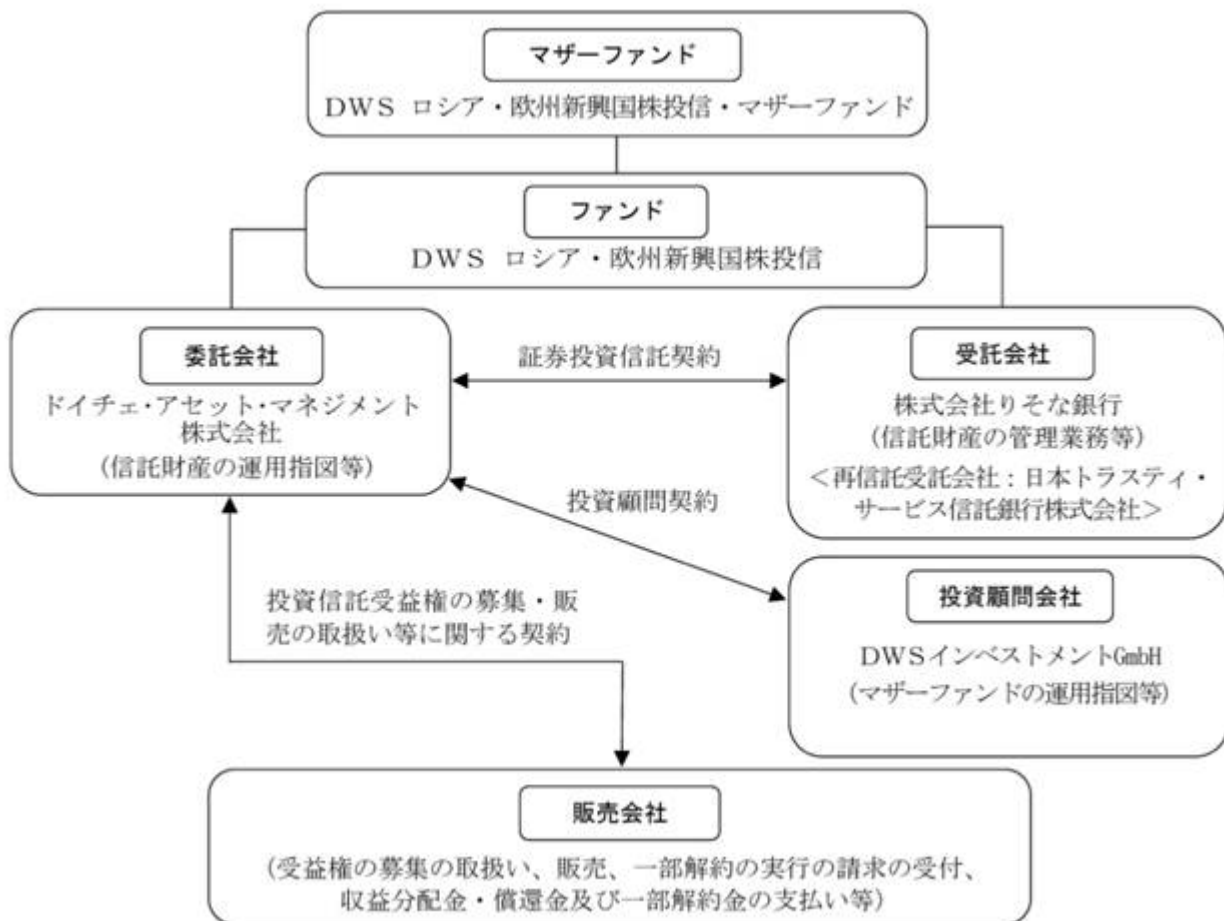 マザーファンド
DWS ロシア・欧州新興国株投信・マザーファンド
ファンド
DWS ロシア・欧州新興国株投信
委託会社
ドイチェ・アセット・マネジメント
株式会社
(信託財産の運用指図等)
証券投資信託契約
受託会社
株式会社りそな銀行
(信託財産の管理業務等)
<再信託受託会社:日本トラスティ・
サービス信託銀行株式会社>
投資顧問契約
投資顧問会社
DWSインベストメントGmbH
(マザーファンドの運用指図等)
投資信託受益権の募集・販
売の取扱い等に関する契約
販売会社
(受益権の募集の取扱い、販売、一部解約の実行の請求の受付、
収益分配金・償還金及び一部解約金の支払い等)